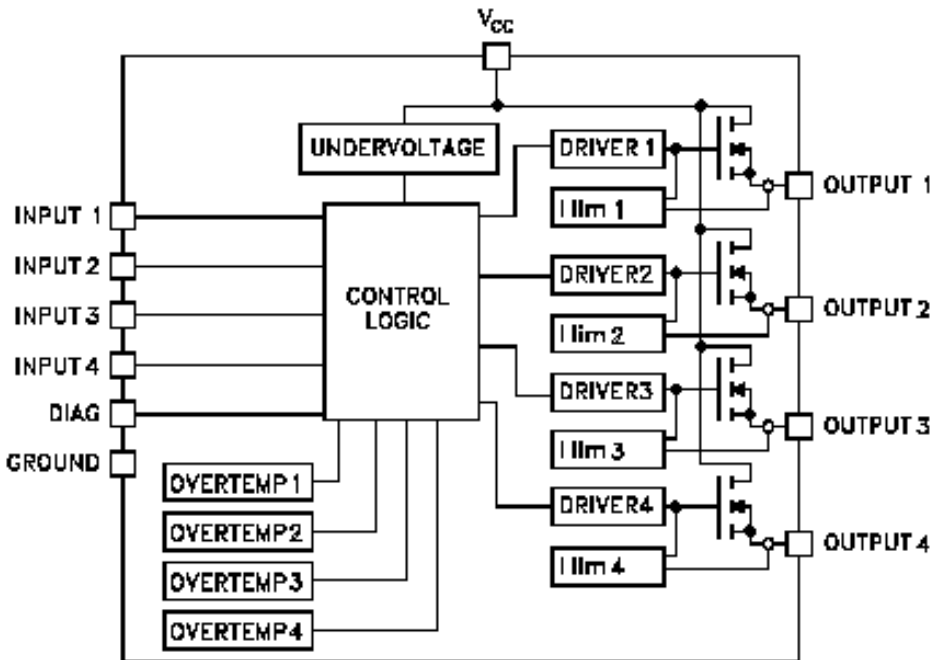 VCC
UNDERVOLTAGE
DRIVER 1
I lim 1
OUTPUT 1
INPUT 1
INPUT 2
INPUT 3
INPUT 4
DIAG
GROUND
CONTROL
LOGIC
DRIVER2
I lim 2
OUTPUT 2
DRIVER3
I lim 3
OUTPUT 3
DRIVER4
I lim 4
OUTPUT 4
OVERTEMP1
OVERTEMP2
OVERTEMP3
OVERTEMP4